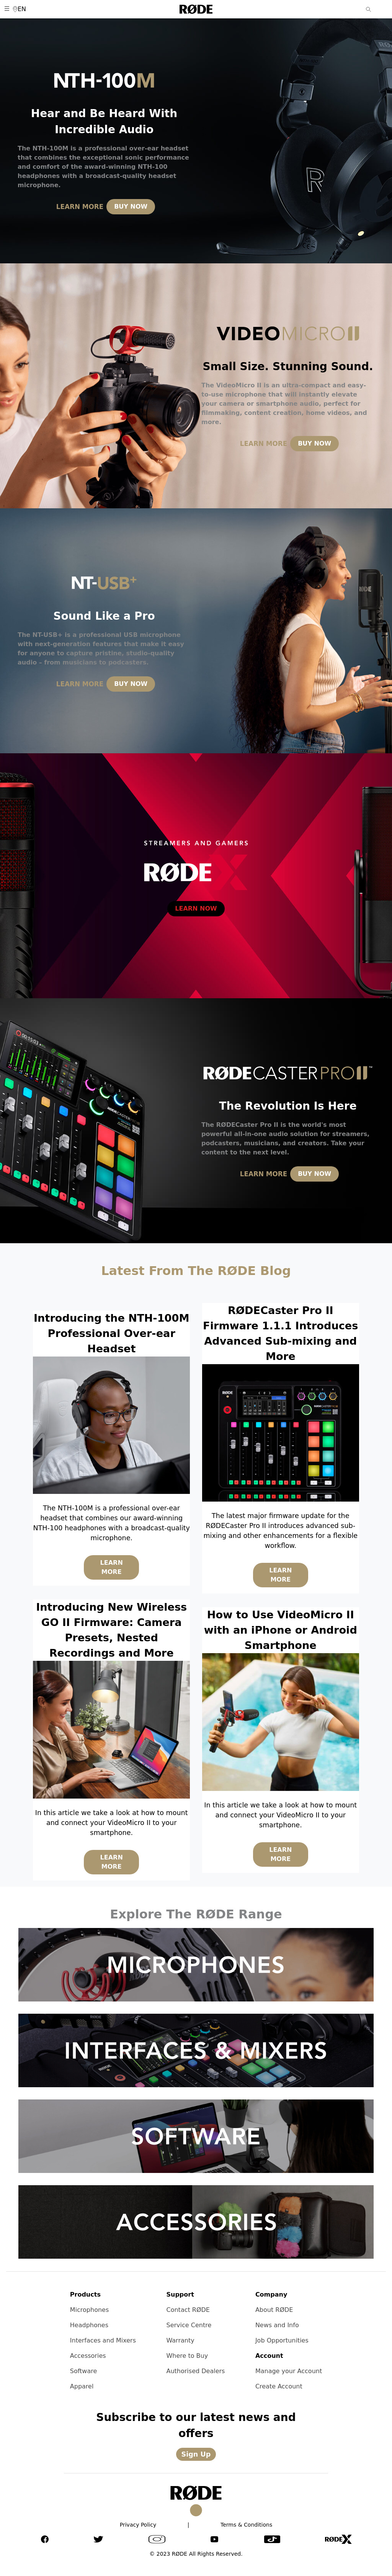 EN
RØDE
NTH-100M
Hear and Be Heard With
Incredible Audio
The NTH-100M is a professional over-ear headset
that combines the exceptional sonic performance
and comfort of the award-winning NTH-100
headphones with a broadcast-quality headset
microphone.
LEARN MORE
BUY NOW
VIDEOMICRO II
Small Size. Stunning Sound.
The VideoMicro II is an ultra-compact and easy-
to-use microphone that will instantly elevate
your camera or smartphone audio, perfect for
filmmaking, content creation, home videos, and
more.
LEARN MORE
BUY NOW
NT-USB+
Sound Like a Pro
The NT-USB+ is a professional USB microphone
with next-generation features that make it easy
for anyone to capture pristine, studio-quality
audio – from musicians to podcasters.
LEARN MORE
BUY NOW
RØDE
STREAMERS AND GAMERS
RØDE X
LEARN NOW
RØDECASTER PRO II™
The Revolution Is Here
The RØDECaster Pro II is the world's most
powerful all-in-one audio solution for streamers,
podcasters, musicians, and creators. Take your
content to the next level.
LEARN MORE
BUY NOW
Latest From The RØDE Blog
Introducing the NTH-100M
Professional Over-ear
Headset
The NTH-100M is a professional over-ear
headset that combines our award-winning
NTH-100 headphones with a broadcast-quality
microphone.
LEARN
MORE
RØDECaster Pro II
Firmware 1.1.1 Introduces
Advanced Sub-mixing and
More
The latest major firmware update for the
RØDECaster Pro II introduces advanced sub-
mixing and other enhancements for a flexible
workflow.
LEARN
MORE
Introducing New Wireless
GO II Firmware: Camera
Presets, Nested
Recordings and More
In this article we take a look at how to mount
and connect your VideoMicro II to your
smartphone.
LEARN
MORE
How to Use VideoMicro II
with an iPhone or Android
Smartphone
In this article we take a look at how to mount
and connect your VideoMicro II to your
smartphone.
LEARN
MORE
Explore The RØDE Range
MICROPHONES
INTERFACES & MIXERS
SOFTWARE
ACCESSORIES
Products
Microphones
Headphones
Interfaces and Mixers
Accessories
Software
Apparel
Support
Contact RØDE
Service Centre
Warranty
Where to Buy
Authorised Dealers
Company
About RØDE
News and Info
Job Opportunities
Account
Manage your Account
Create Account
Subscribe to our latest news and
offers
Sign Up
RØDE
Privacy Policy | Terms & Conditions
RØDE X
© 2023 RØDE All Rights Reserved.